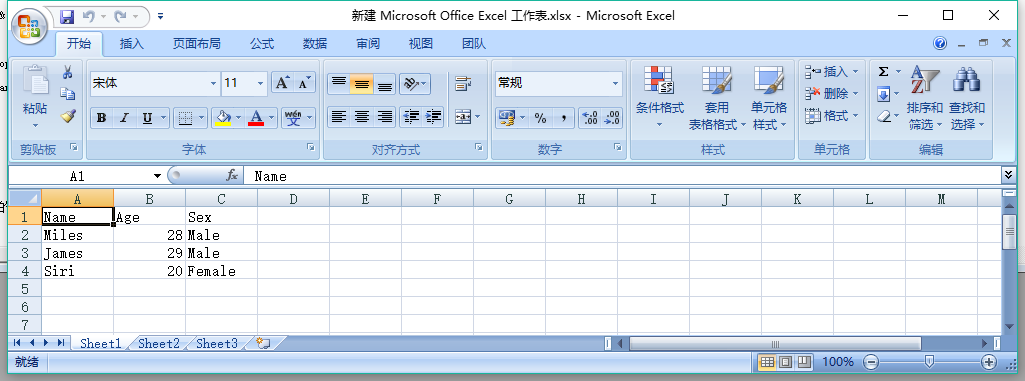 新建 Microsoft Office Excel 工作表.xlsx - Microsoft Excel
开始 插入 页面布局 公式 数据 审阅 视图 团队
粘贴
剪贴板
宋体 11
B I U A wén 变
字体
对齐方式
常规
% , .00 .00
数字
条件格式
套用
表格格式
单元格
样式
样式
插入
删除
格式
单元格
Σ
排序和
筛选
查找和
选择
编辑
A1 fx Name
A B C D E F G H I J K L M
1 Name Age Sex
2 Miles 28 Male
3 James 29 Male
4 Siri 20 Female
5
6
7
Sheet1 Sheet2 Sheet3
就绪 100%